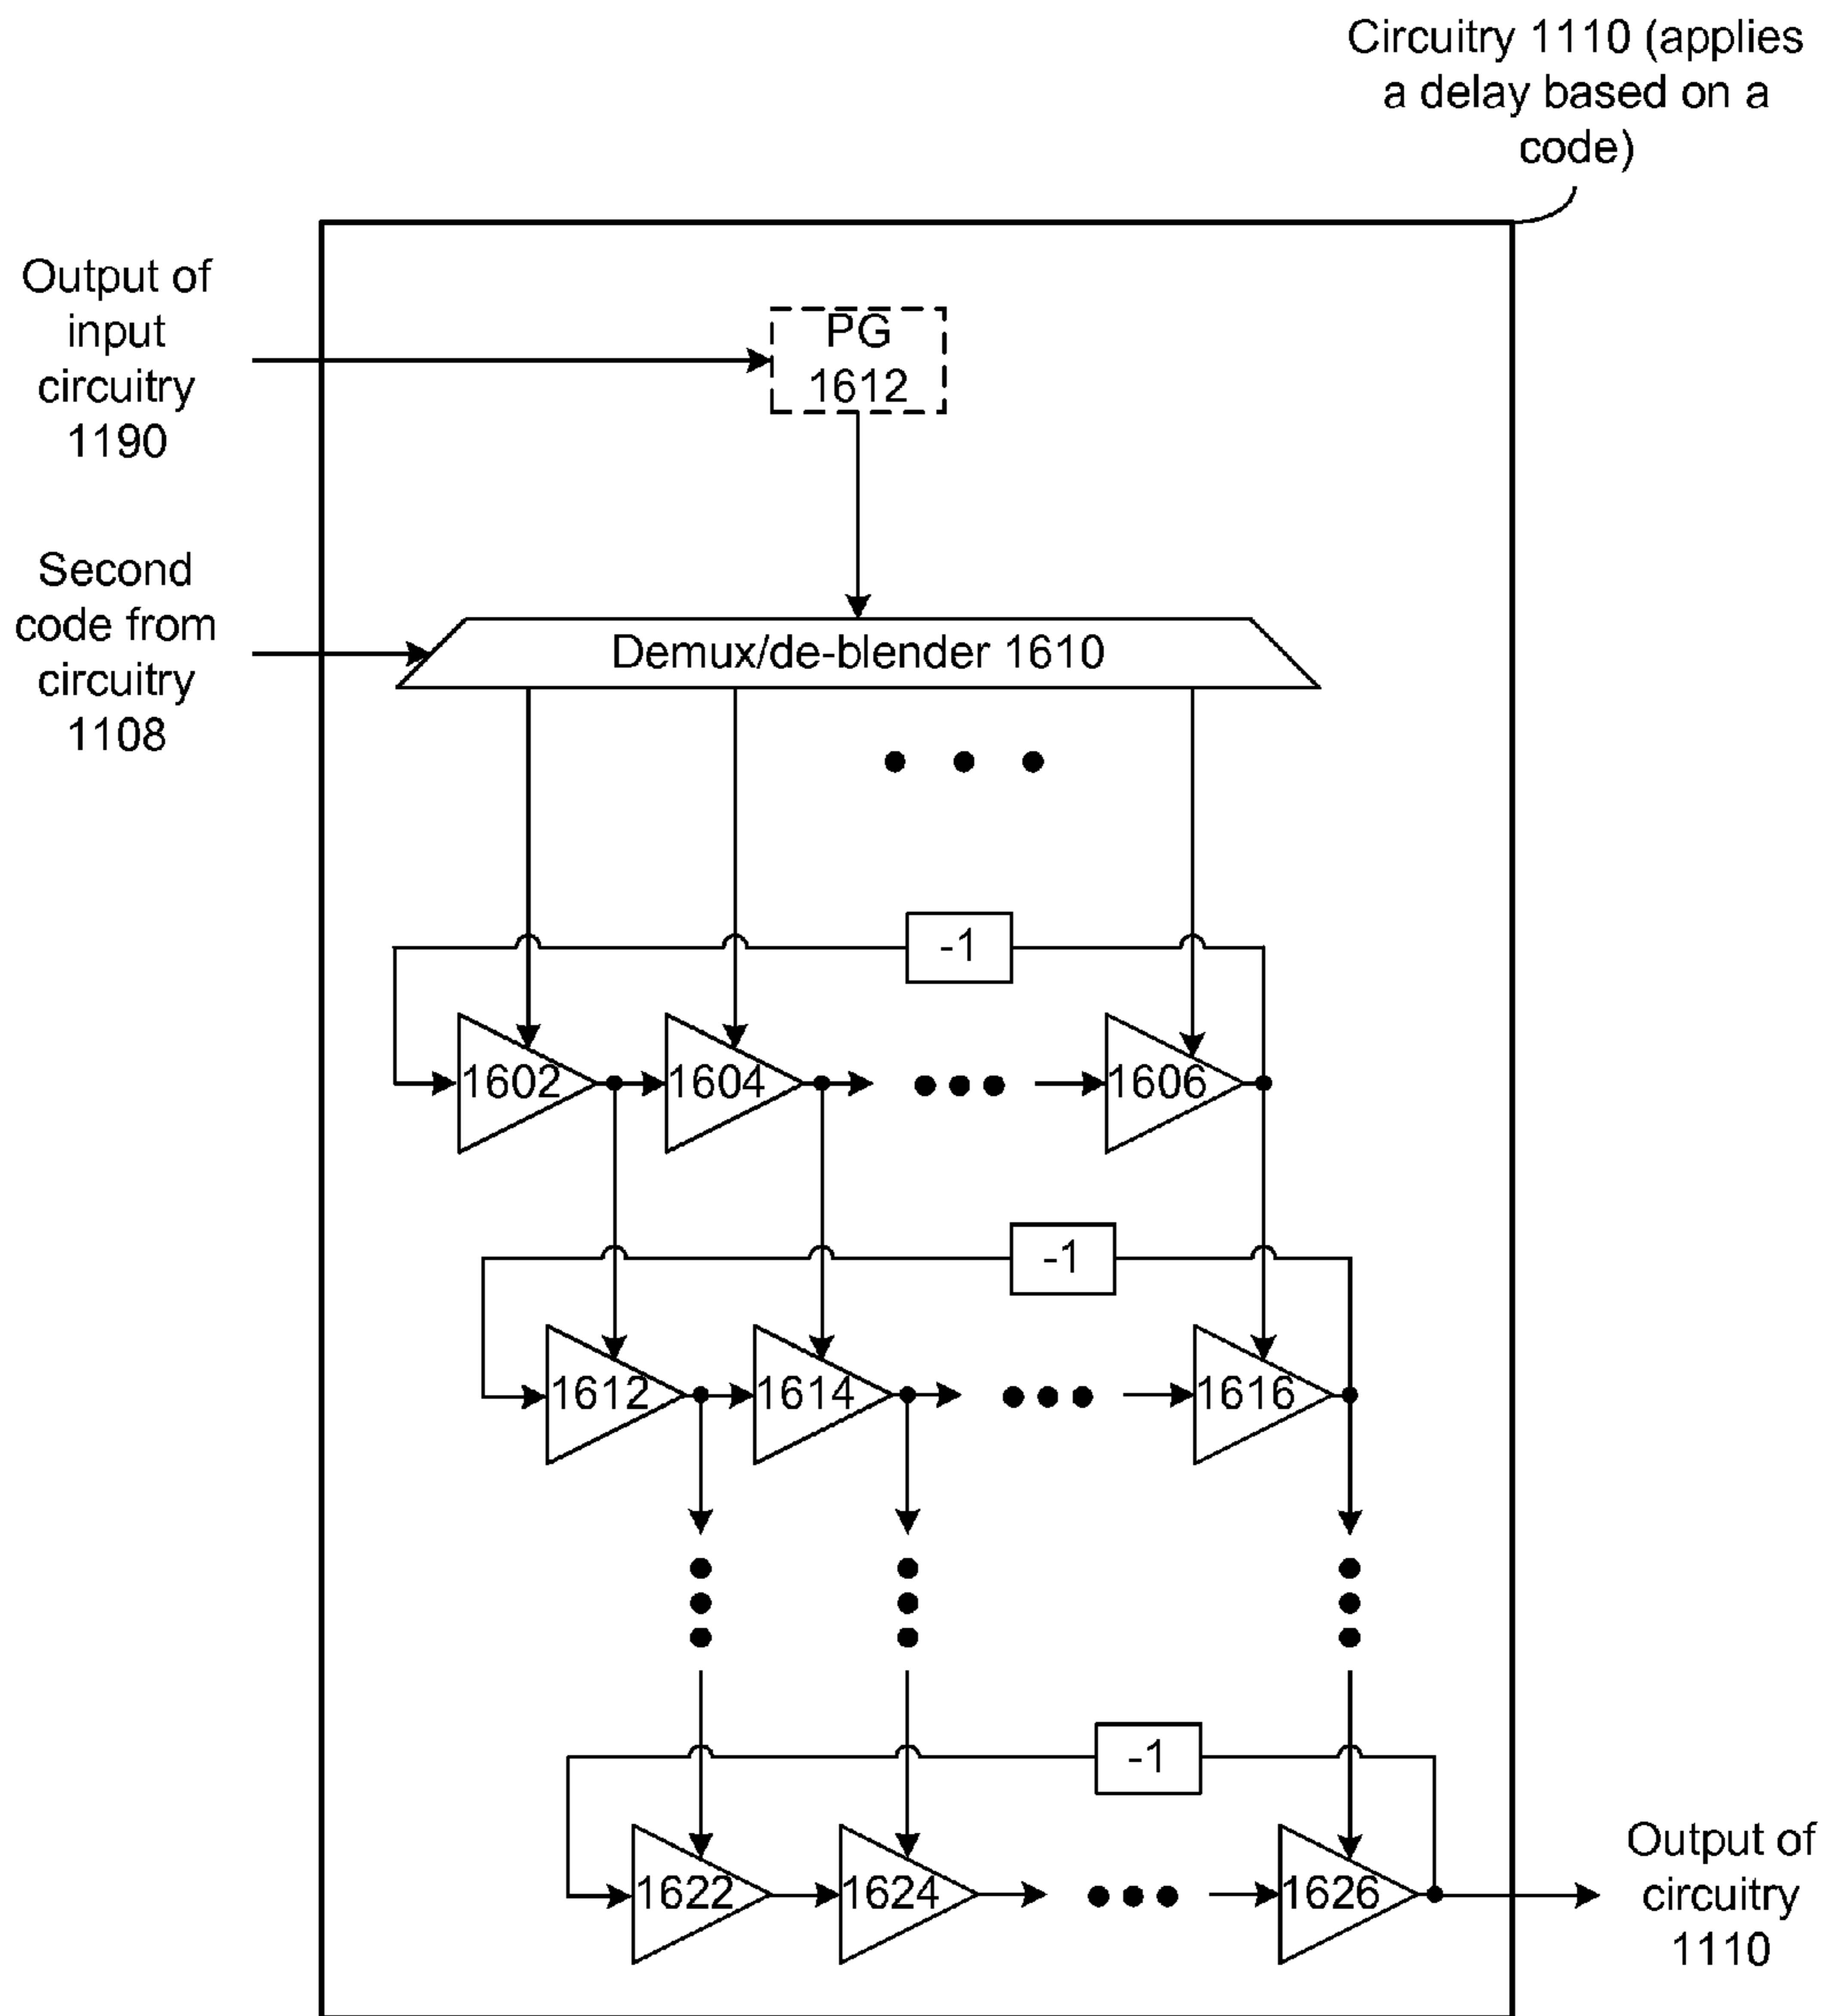 Circuitry 1110 (applies
a delay based on a
code)
Output of
input
circuitry
1190
PG
1612
Second
code from
circuitry
1108
Demux/de-blender 1610
-1
1602
1604
1606
-1
1612
1614
1616
-1
1622
1624
1626
Output of
circuitry
1110